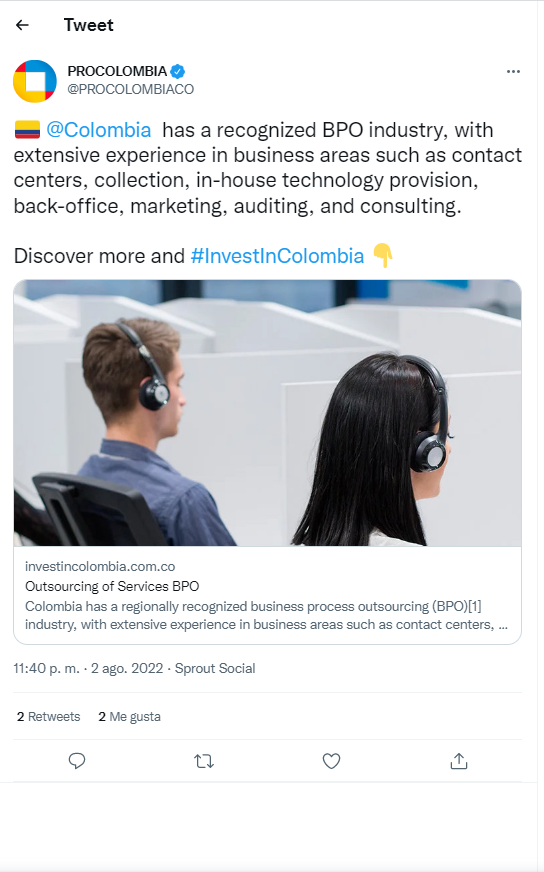 Tweet
PROCOLOMBIA
@PROCOLOMBIACO
🇨🇴 @Colombia has a recognized BPO industry, with
extensive experience in business areas such as contact
centers, collection, in-house technology provision,
back-office, marketing, auditing, and consulting.
Discover more and #InvestInColombia 👇
investincolombia.com.co
Outsourcing of Services BPO
Colombia has a regionally recognized business process outsourcing (BPO)[1]
industry, with extensive experience in business areas such as contact centers, ...
11:40 p. m. · 2 ago. 2022 · Sprout Social
2 Retweets 2 Me gusta